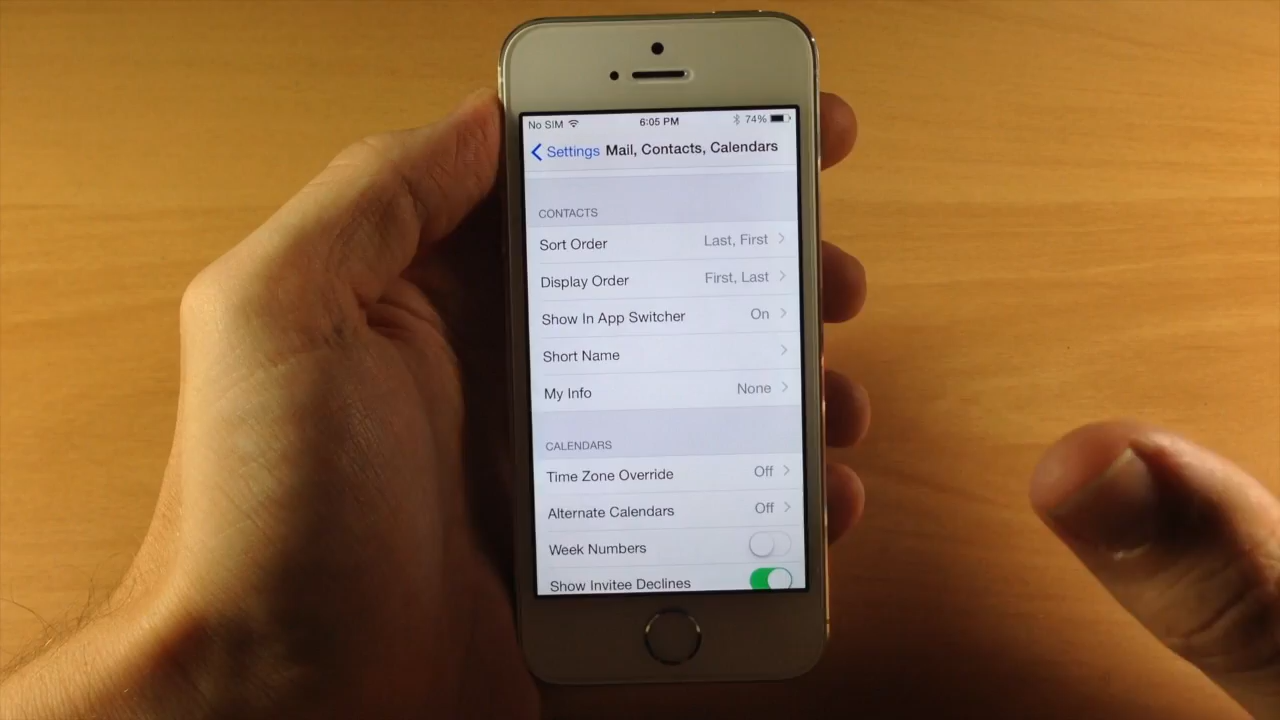 No SIM 6:05 PM 74%
Settings Mail, Contacts, Calendars
CONTACTS
Sort Order Last, First
Display Order First, Last
Show In App Switcher On
Short Name
My Info None
CALENDARS
Time Zone Override Off
Alternate Calendars Off
Week Numbers
Show Invitee Declines